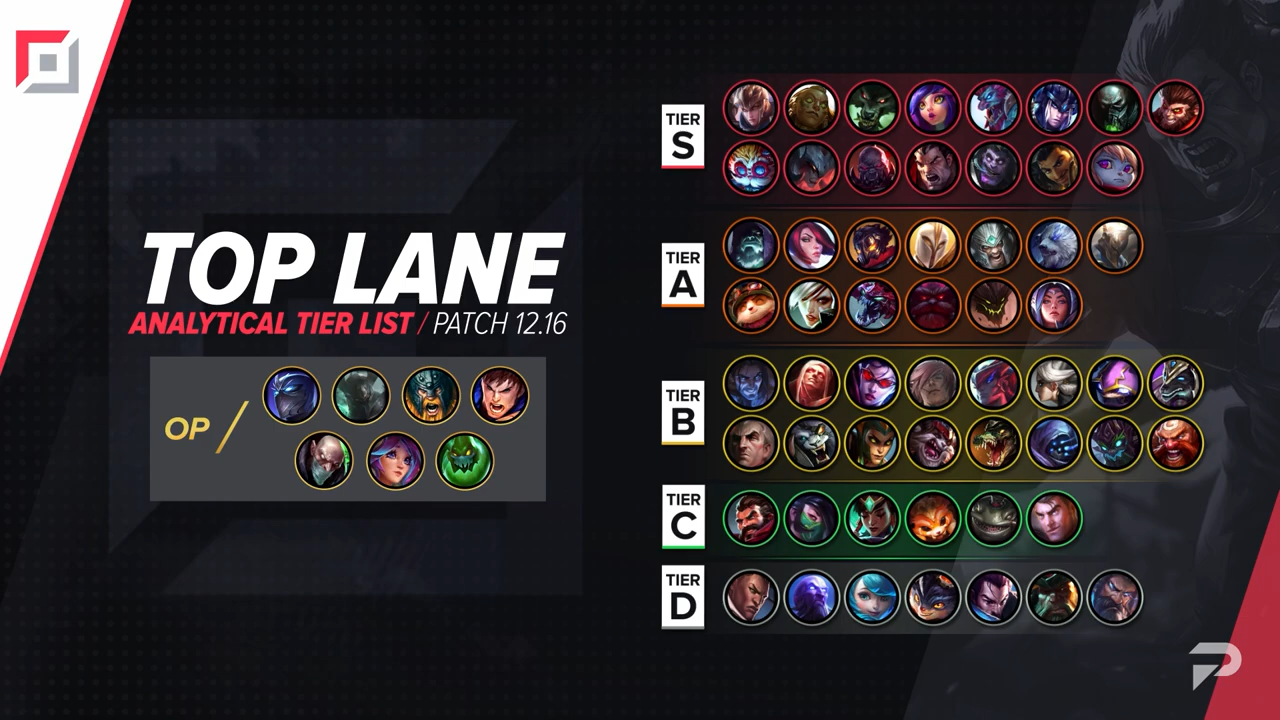 TOP LANE
ANALYTICAL TIER LIST / PATCH 12.16
OP /
TIER
S
TIER
A
TIER
B
TIER
C
TIER
D